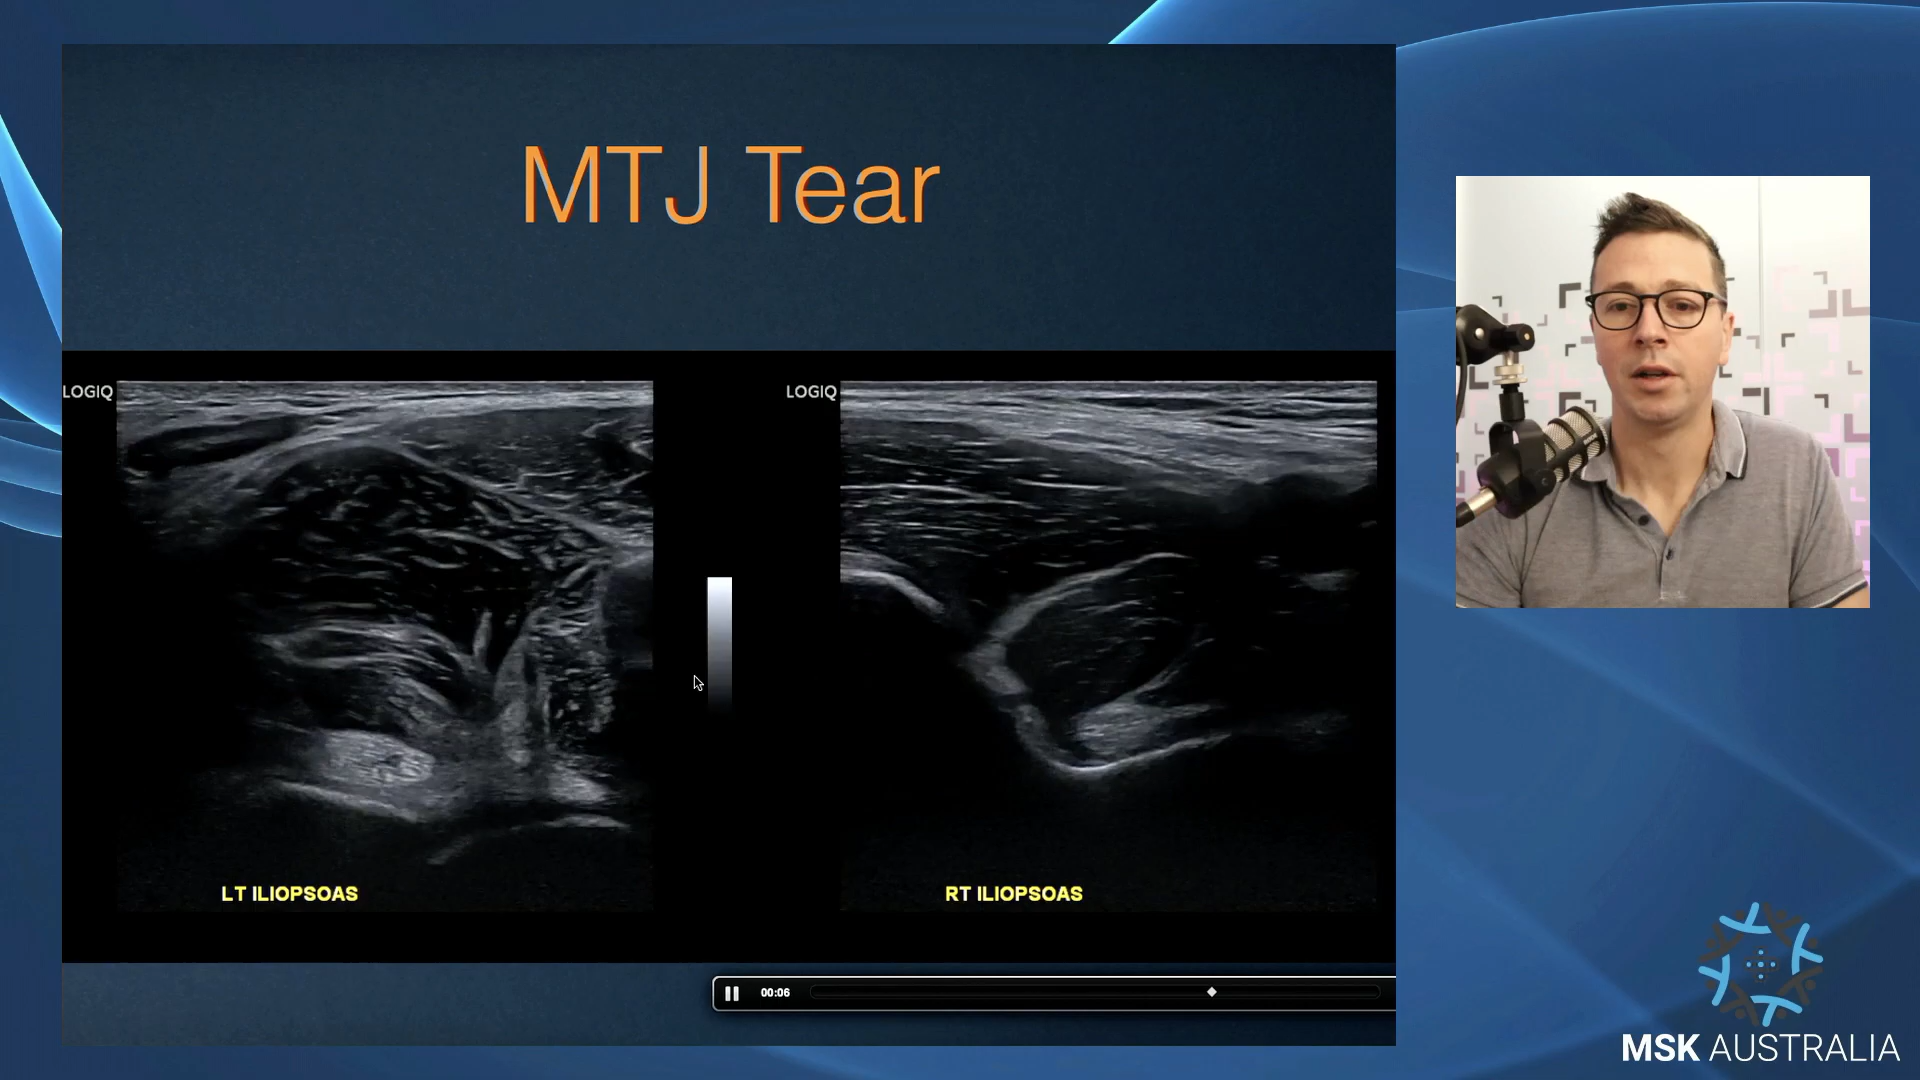 MTJ Tear
LOGIQ
LOGIQ
LT ILIOPSOAS
RT ILIOPSOAS
00:06
MSK AUSTRALIA